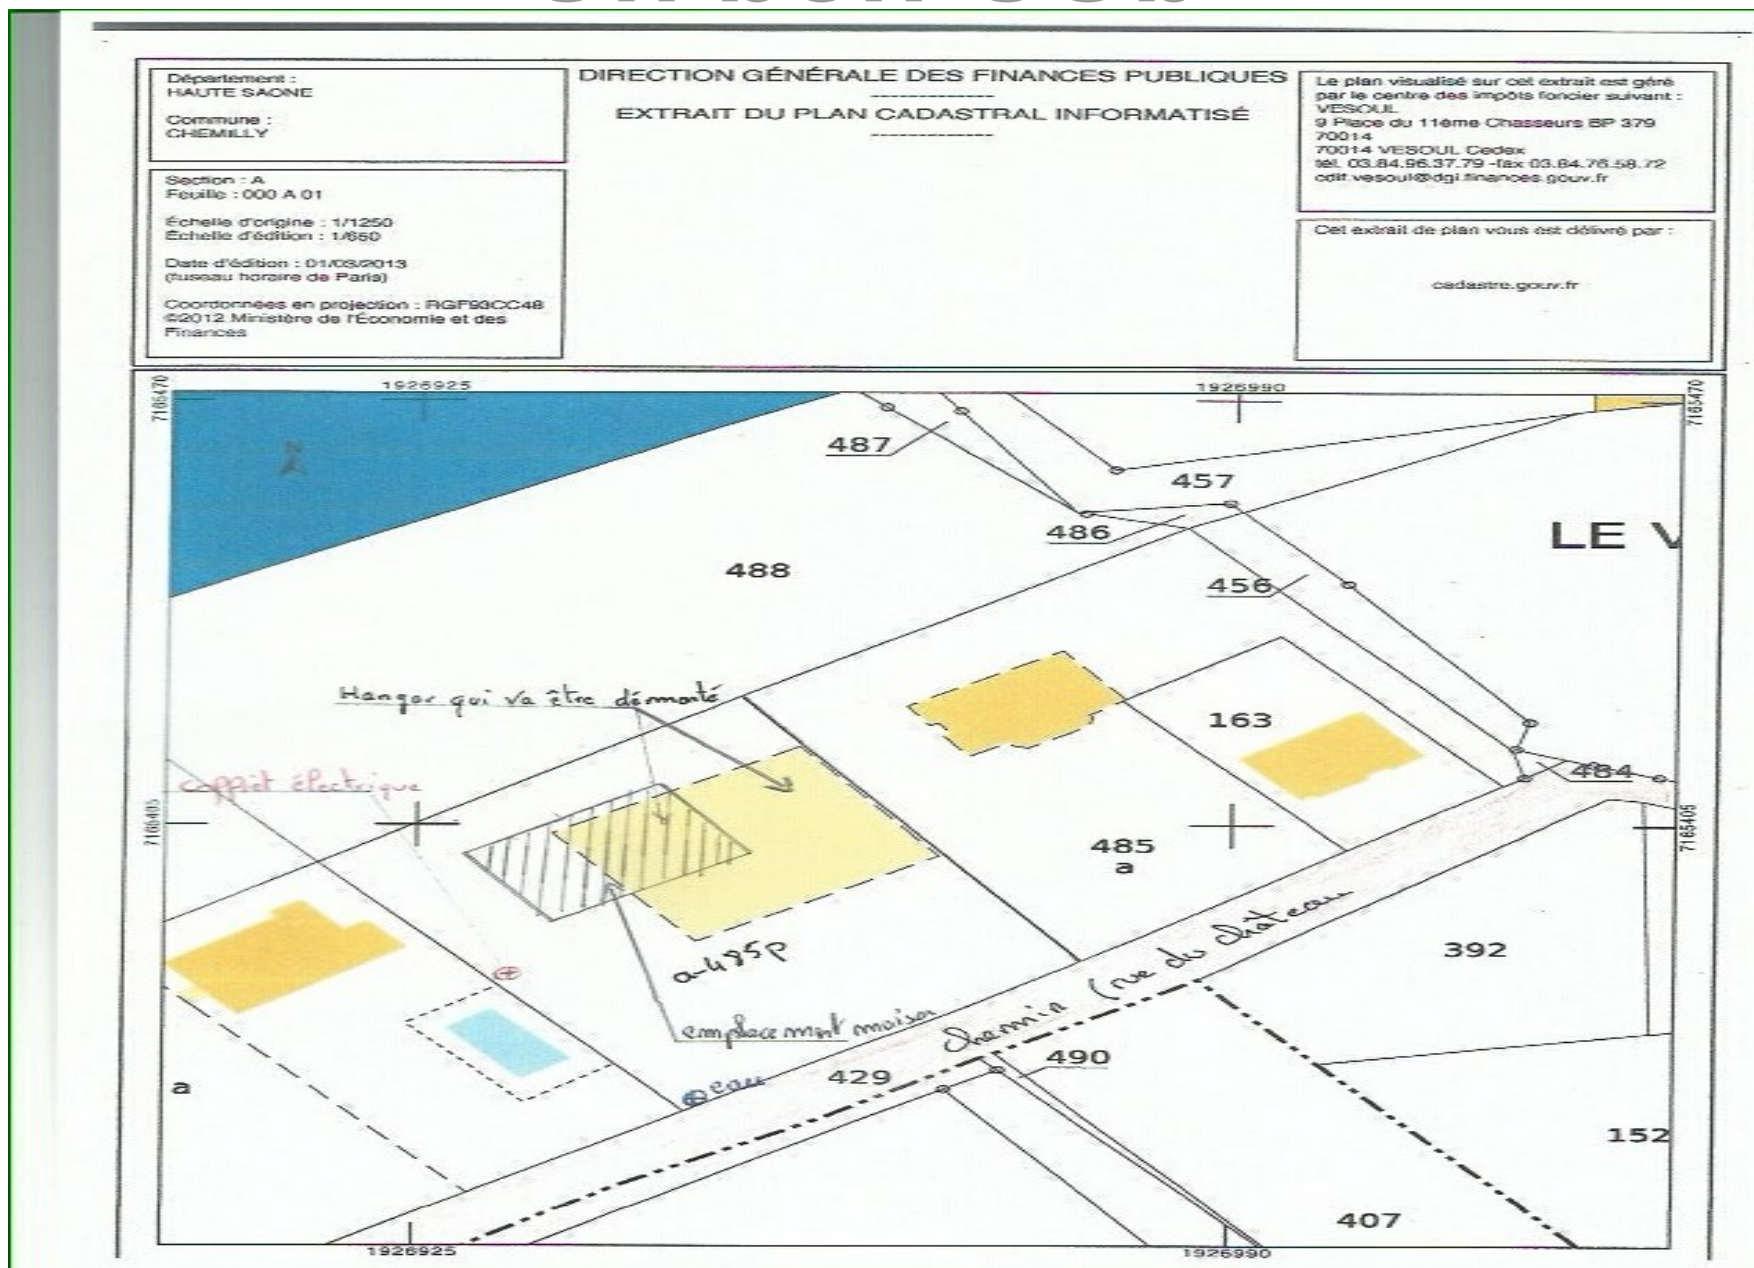 Département :
HAUTE SAONE
Commune :
CHEMILLY
Section : A
Feuille : 000 A 01
Échelle d'origine : 1/1250
Échelle d'édition : 1/650
Date d'édition : 01/03/2013
(fuseau horaire de Paris)
Coordonnées en projection : RGF93CC48
©2012 Ministère de l'Économie et des
Finances
DIRECTION GÉNÉRALE DES FINANCES PUBLIQUES
EXTRAIT DU PLAN CADASTRAL INFORMATISÉ
Le plan visualisé sur cet extrait est géré
par le centre des impôts foncier suivant :
VESOUL
9 Place du 11ème Chasseurs BP 379
70014
70014 VESOUL Cedex
tél. 03.84.96.37.79 -fax 03.84.76.58.72
cdif.vesoul@dgi.finances.gouv.fr
Cet extrait de plan vous est délivré par :
cadastre.gouv.fr
1926925
1926990
7165470
7165470
N
487
457
486
LE V
488
456
Hangar qui va être démonté
163
coffret électrique
484
7165405
7165405
485
a
a-485p
392
chemin (rue du château
emplacement maison
490
429
eau
a
152
407
1926925
1926990